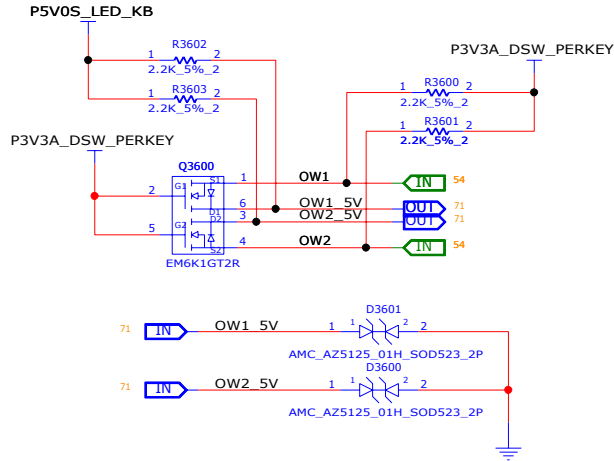 P5V0S_LED_KB
R3602
1 2
2.2K_5%_2
R3603
1 2
2.2K_5%_2
P3V3A_DSW_PERKEY
R3600
1 2
2.2K_5%_2
R3601
1 2
2.2K_5%_2
P3V3A_DSW_PERKEY
Q3600
S1
1 OW1 IN 54
2 G1
D1
6 OW1_5V OUT 71
D2
3 OW2_5V OUT 71
5 G2
S2
4 OW2 IN 54
EM6K1GT2R
D3601
71 IN OW1_5V 1 1 2 2
AMC_AZ5125_01H_SOD523_2P
D3600
71 IN OW2_5V 1 1 2 2
AMC_AZ5125_01H_SOD523_2P